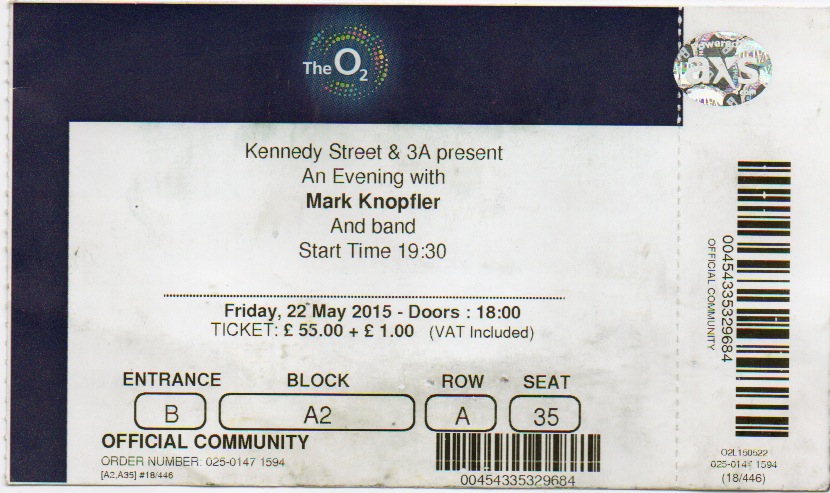 The O2
powered
axs
Kennedy Street & 3A present
An Evening with
Mark Knopfler
And band
Start Time 19:30
Friday, 22 May 2015 - Doors : 18:00
TICKET: £ 55.00 + £ 1.00 (VAT Included)
ENTRANCE BLOCK ROW SEAT
B A2 A 35
OFFICIAL COMMUNITY
ORDER NUMBER: 025-0147 1594
[A2,A35] #18/446
00454335329684
00454335329684
OFFICIAL COMMUNITY
O2L150522
025-0147 1594
(18/446)